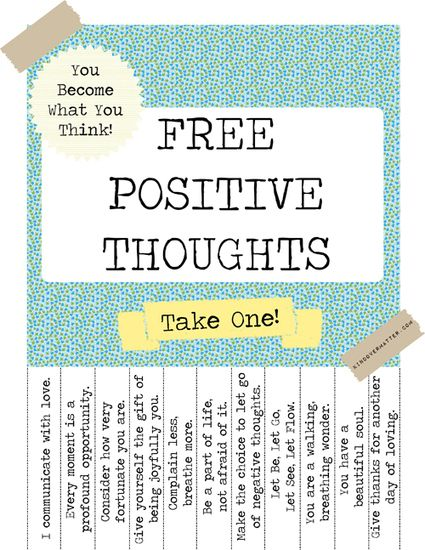 You
Become
What You
Think!
FREE
POSITIVE
THOUGHTS
Take One!
KINDOVERMATTER.COM
I communicate with love.
Every moment is a
profound opportunity.
Consider how very
fortunate you are.
Give yourself the gift of
being joyfully you.
Complain less,
breathe more.
Be a part of life,
not afraid of it.
Make the choice to let go
of negative thoughts.
Let Be, Let Go,
Let See, Let Flow.
You are a walking,
breathing wonder.
You have a
beautiful soul.
Give thanks for another
day of loving.